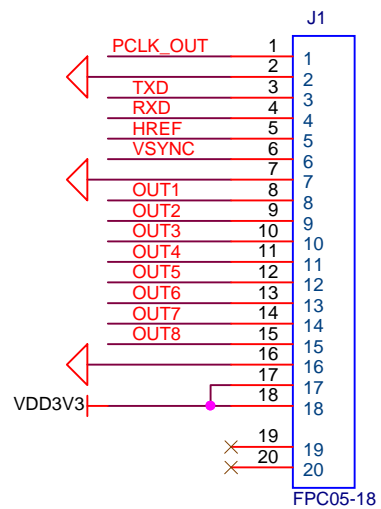 J1
PCLK_OUT 1 1
2 2
TXD 3 3
RXD 4 4
HREF 5 5
VSYNC 6 6
7 7
OUT1 8 8
OUT2 9 9
OUT3 10 10
OUT4 11 11
OUT5 12 12
OUT6 13 13
OUT7 14 14
OUT8 15 15
16 16
17 17
VDD3V3 18 18
19 19
20 20
FPC05-18